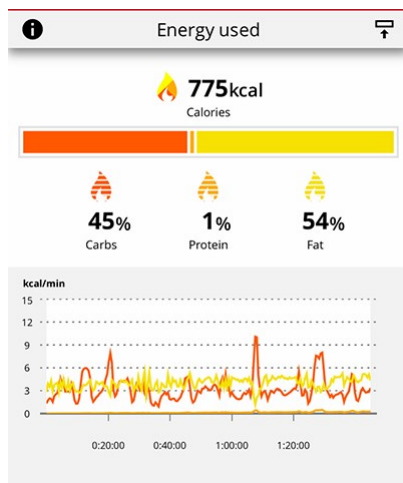 Energy used
775kcal
Calories
45% 1% 54%
Carbs Protein Fat
kcal/min
15
12
9
6
3
0
0:20:00 0:40:00 1:00:00 1:20:00